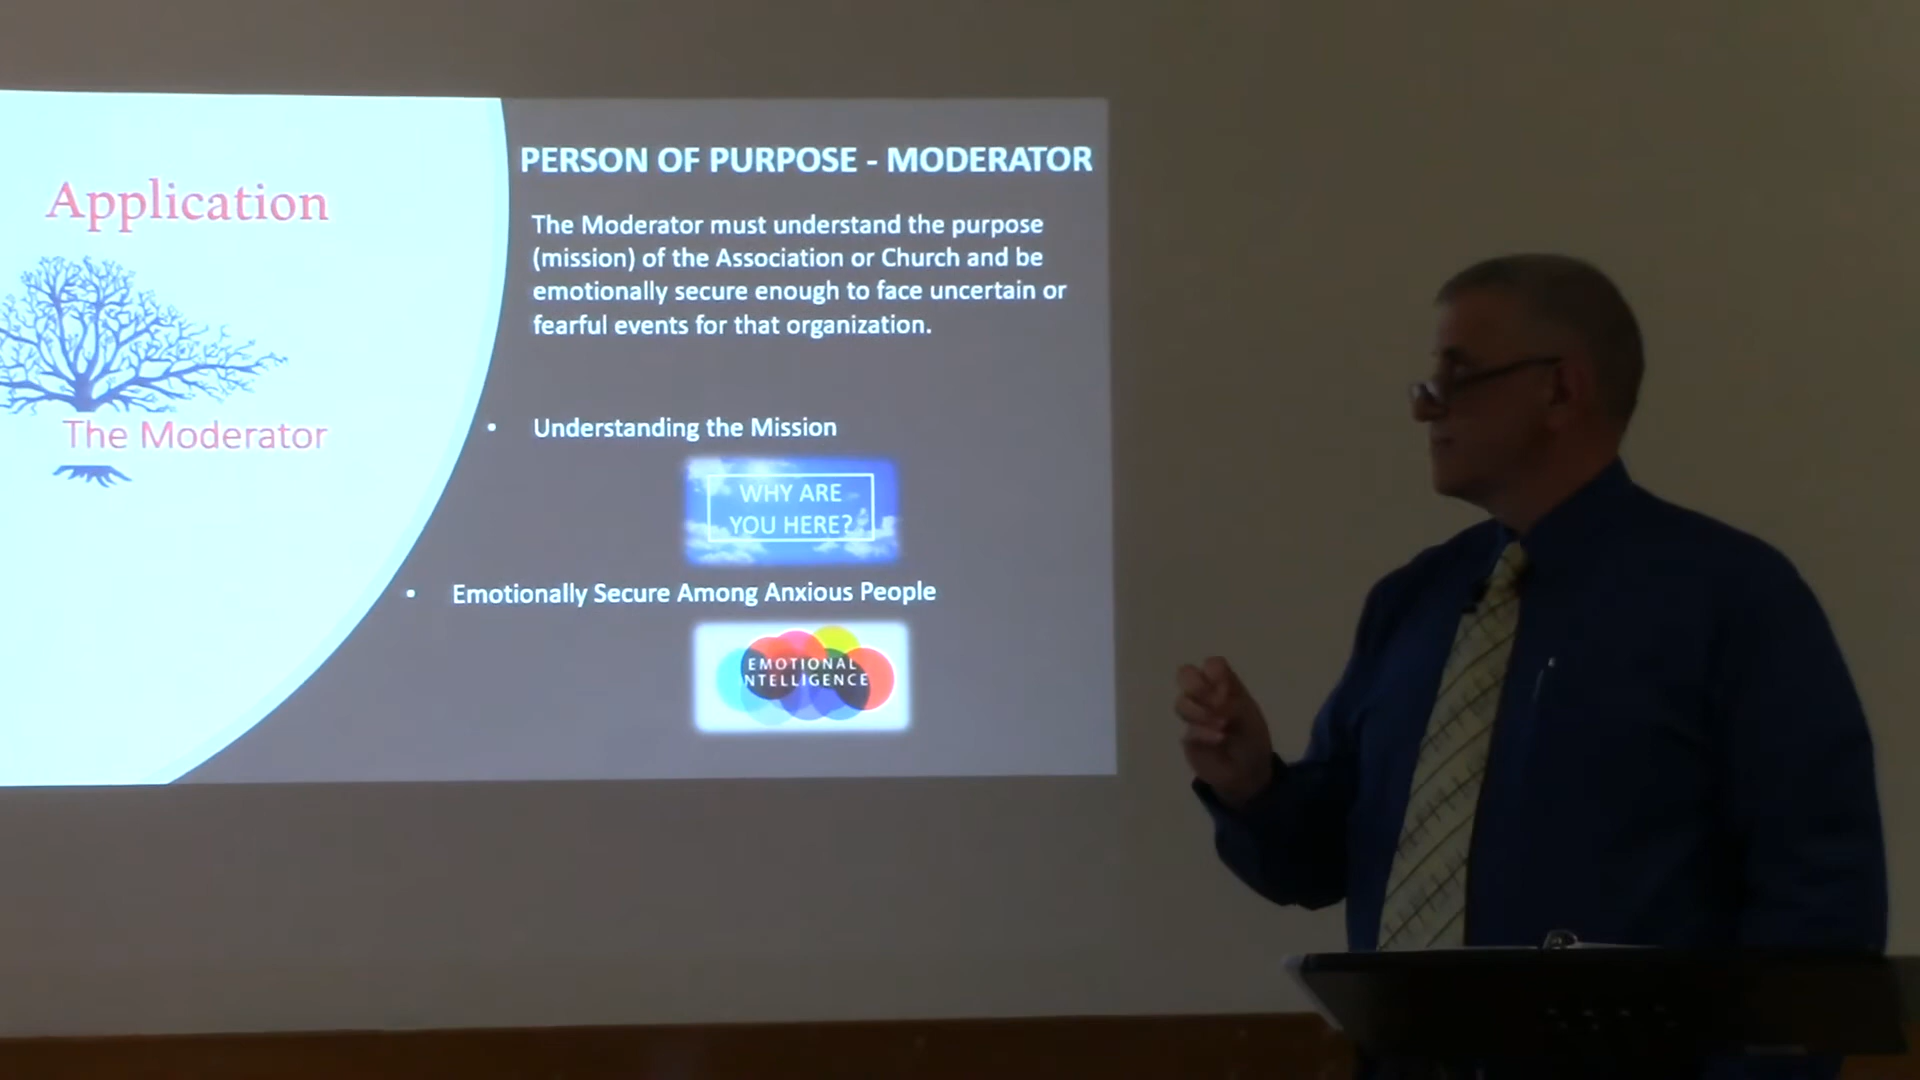 Application
The Moderator
PERSON OF PURPOSE - MODERATOR
The Moderator must understand the purpose
(mission) of the Association or Church and be
emotionally secure enough to face uncertain or
fearful events for that organization.
• Understanding the Mission
WHY ARE
YOU HERE?
• Emotionally Secure Among Anxious People
EMOTIONAL
INTELLIGENCE